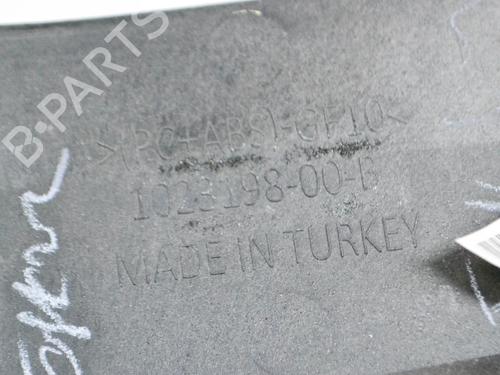 B-PARTS
>(PC+ABS)-GF10<
1023198-00-B
MADE IN TURKEY